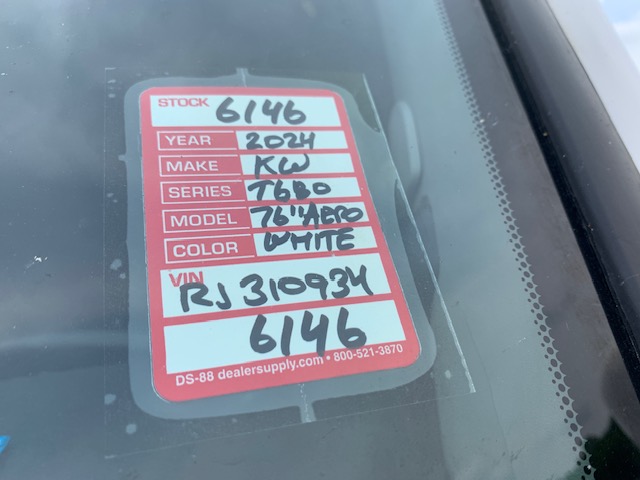 STOCK 6146
YEAR 2024
MAKE KW
SERIES T680
MODEL 76" AERO
COLOR WHITE
VIN
RJ310934
6146
DS-88 dealersupply.com • 800-521-3870